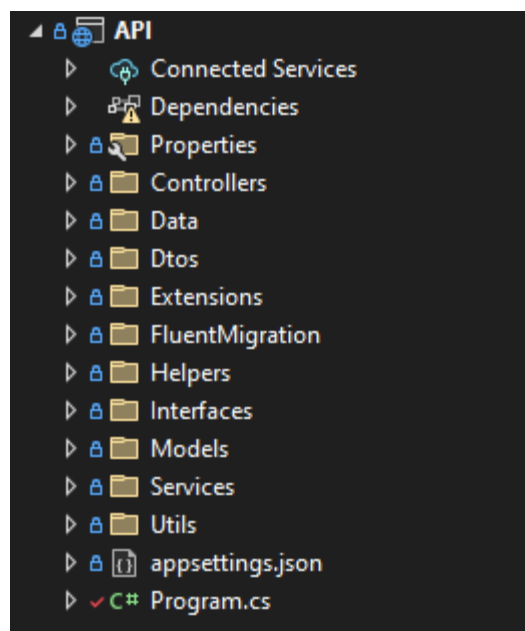 API
Connected Services
Dependencies
Properties
Controllers
Data
Dtos
Extensions
FluentMigration
Helpers
Interfaces
Models
Services
Utils
appsettings.json
C# Program.cs